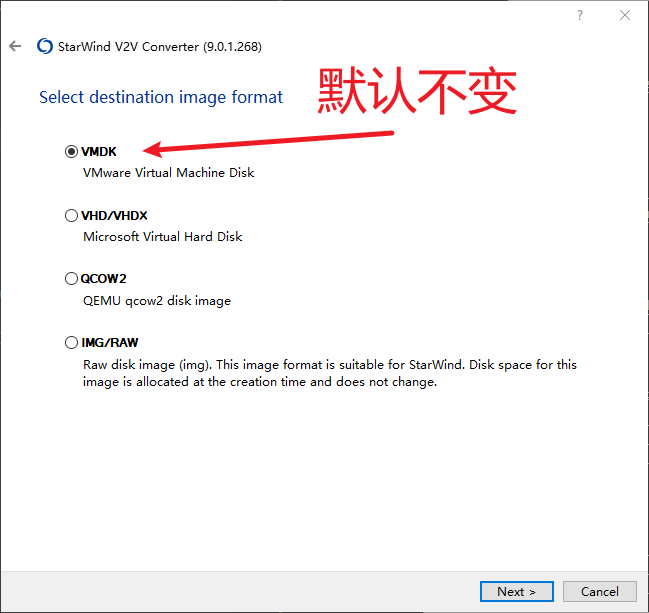 ?
StarWind V2V Converter (9.0.1.268)
Select destination image format
默认不变
VMDK
VMware Virtual Machine Disk
VHD/VHDX
Microsoft Virtual Hard Disk
QCOW2
QEMU qcow2 disk image
IMG/RAW
Raw disk image (img). This image format is suitable for StarWind. Disk space for this
image is allocated at the creation time and does not change.
Next >
Cancel